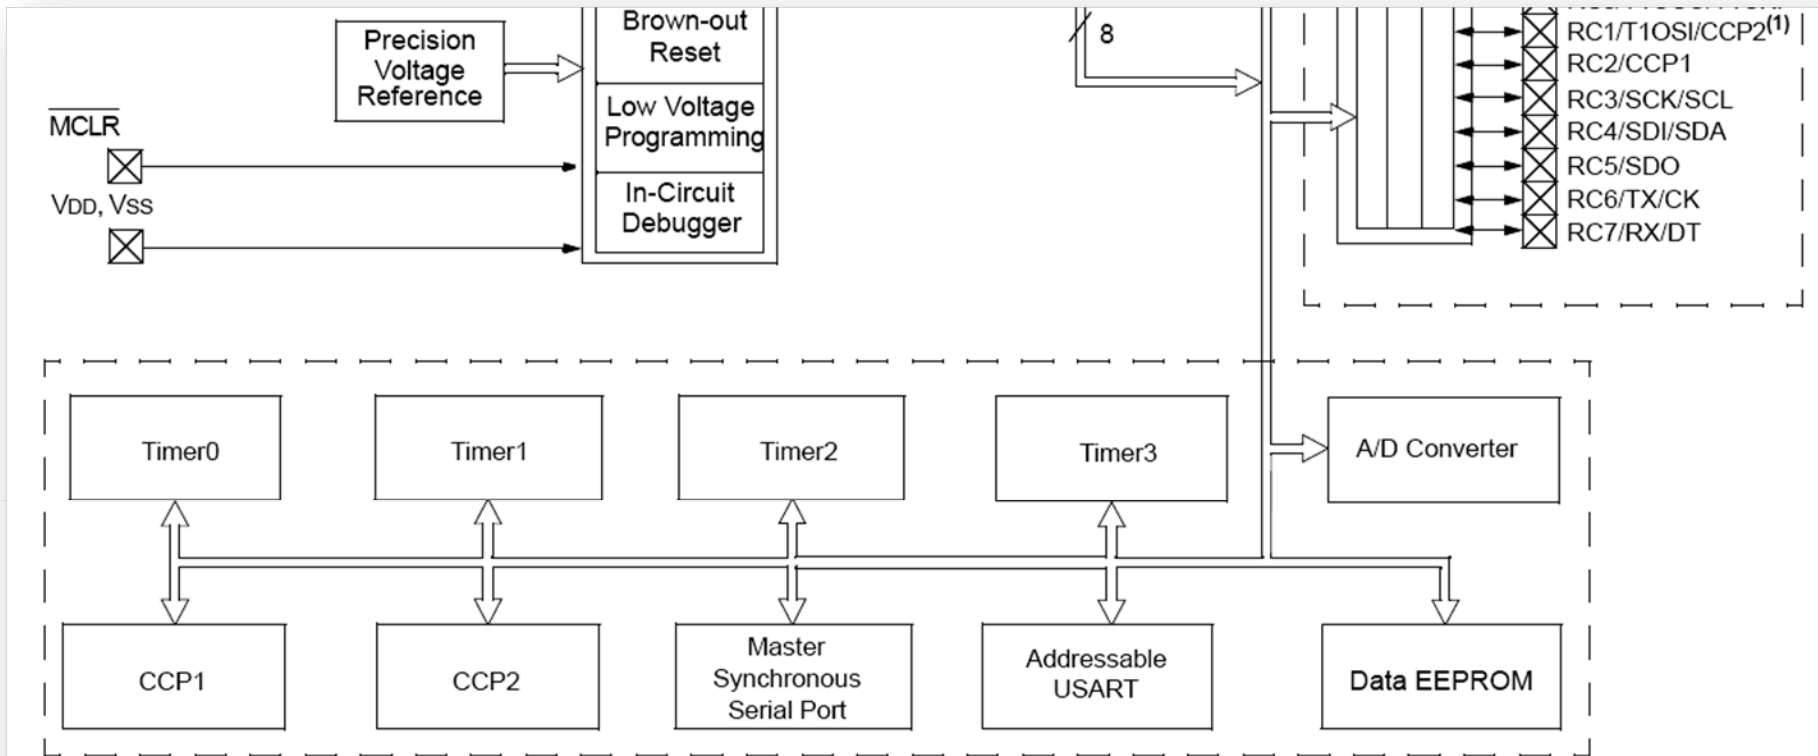 Brown-out
Reset
Precision
Voltage
Reference
Low Voltage
Programming
In-Circuit
Debugger
MCLR
VDD, VSS
8
RC1/T1OSI/CCP2(1)
RC2/CCP1
RC3/SCK/SCL
RC4/SDI/SDA
RC5/SDO
RC6/TX/CK
RC7/RX/DT
Timer0
Timer1
Timer2
Timer3
A/D Converter
CCP1
CCP2
Master
Synchronous
Serial Port
Addressable
USART
Data EEPROM